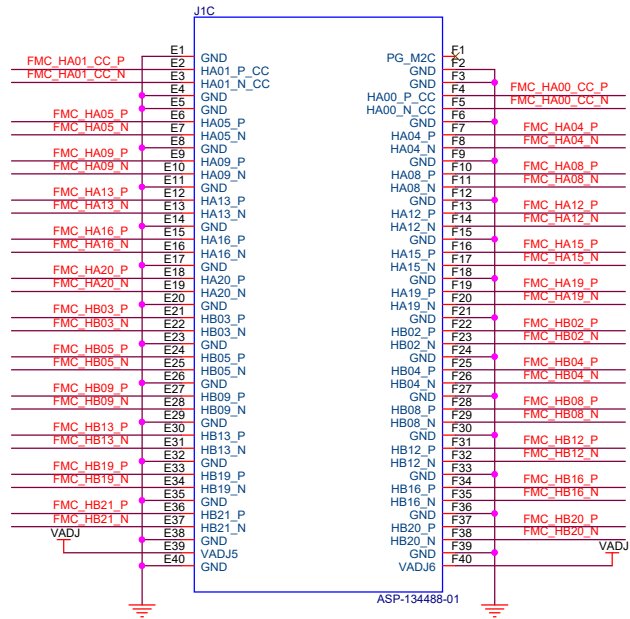 J1C
E1 GND PG_M2C F1
FMC_HA01_CC_P E2 HA01_P_CC GND F2
FMC_HA01_CC_N E3 HA01_N_CC GND F3
E4 GND HA00_P_CC F4 FMC_HA00_CC_P
E5 GND HA00_N_CC F5 FMC_HA00_CC_N
FMC_HA05_P E6 HA05_P GND F6
FMC_HA05_N E7 HA05_N HA04_P F7 FMC_HA04_P
E8 GND HA04_N F8 FMC_HA04_N
FMC_HA09_P E9 HA09_P GND F9
FMC_HA09_N E10 HA09_N HA08_P F10 FMC_HA08_P
E11 GND HA08_N F11 FMC_HA08_N
FMC_HA13_P E12 HA13_P GND F12
FMC_HA13_N E13 HA13_N HA12_P F13 FMC_HA12_P
E14 GND HA12_N F14 FMC_HA12_N
FMC_HA16_P E15 HA16_P GND F15
FMC_HA16_N E16 HA16_N HA15_P F16 FMC_HA15_P
E17 GND HA15_N F17 FMC_HA15_N
FMC_HA20_P E18 HA20_P GND F18
FMC_HA20_N E19 HA20_N HA19_P F19 FMC_HA19_P
E20 GND HA19_N F20 FMC_HA19_N
FMC_HB03_P E21 HB03_P GND F21
FMC_HB03_N E22 HB03_N HB02_P F22 FMC_HB02_P
E23 GND HB02_N F23 FMC_HB02_N
FMC_HB05_P E24 HB05_P GND F24
FMC_HB05_N E25 HB05_N HB04_P F25 FMC_HB04_P
E26 GND HB04_N F26 FMC_HB04_N
FMC_HB09_P E27 HB09_P GND F27
FMC_HB09_N E28 HB09_N HB08_P F28 FMC_HB08_P
E29 GND HB08_N F29 FMC_HB08_N
FMC_HB13_P E30 HB13_P GND F30
FMC_HB13_N E31 HB13_N HB12_P F31 FMC_HB12_P
E32 GND HB12_N F32 FMC_HB12_N
FMC_HB19_P E33 HB19_P GND F33
FMC_HB19_N E34 HB19_N HB16_P F34 FMC_HB16_P
E35 GND HB16_N F35 FMC_HB16_N
FMC_HB21_P E36 HB21_P GND F36
FMC_HB21_N E37 HB21_N HB20_P F37 FMC_HB20_P
VADJ E38 GND HB20_N F38 FMC_HB20_N
E39 VADJ5 GND F39 VADJ
E40 GND VADJ6 F40
ASP-134488-01